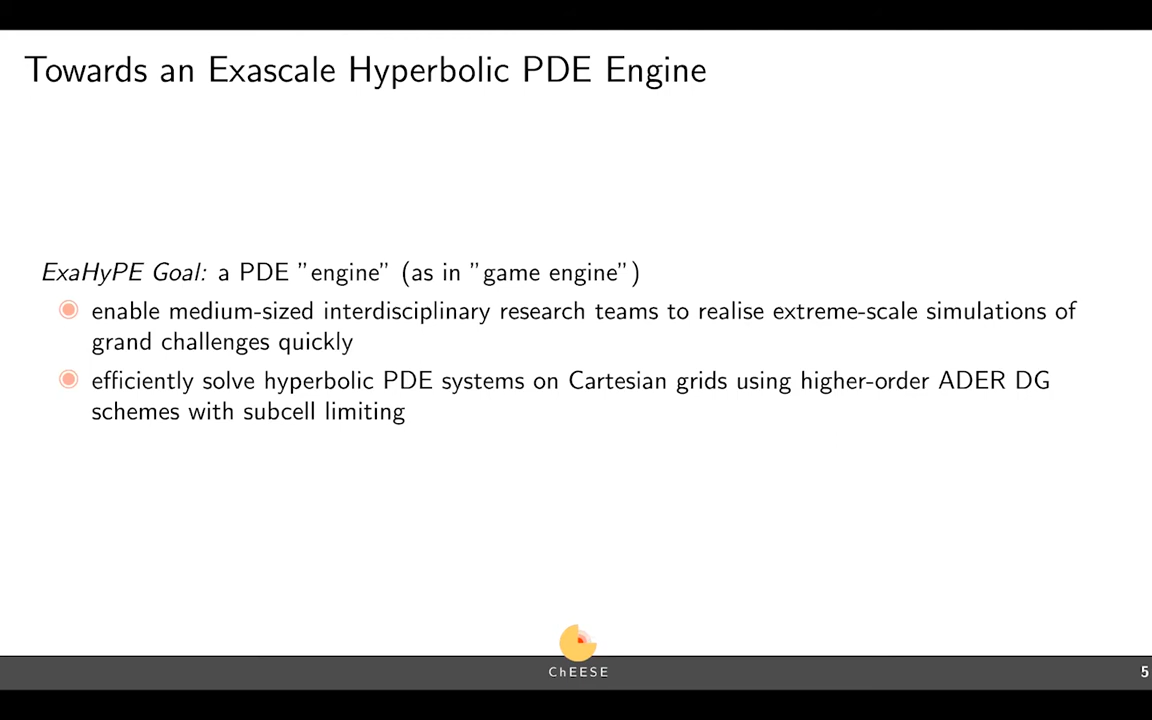 Towards an Exascale Hyperbolic PDE Engine
ExaHyPE Goal: a PDE ”engine” (as in ”game engine”)
enable medium-sized interdisciplinary research teams to realise extreme-scale simulations of
grand challenges quickly
efficiently solve hyperbolic PDE systems on Cartesian grids using higher-order ADER DG
schemes with subcell limiting
ChEESE
5